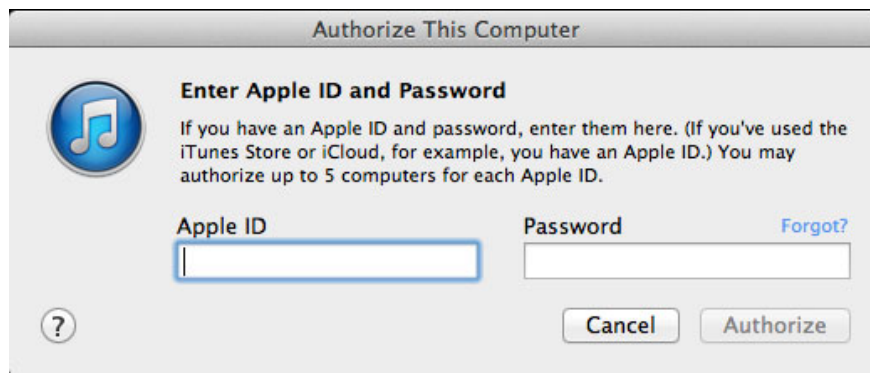 Authorize This Computer
Enter Apple ID and Password
If you have an Apple ID and password, enter them here. (If you've used the
iTunes Store or iCloud, for example, you have an Apple ID.) You may
authorize up to 5 computers for each Apple ID.
Apple ID
Password Forgot?
? Cancel Authorize